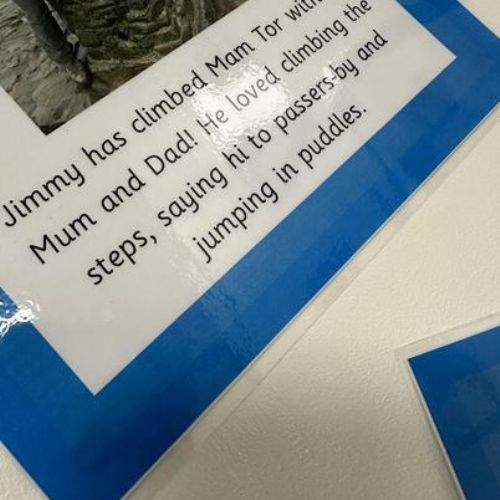 Jimmy has climbed Mam Tor with
Mum and Dad! He loved climbing the
steps, saying hi to passers-by and
jumping in puddles.